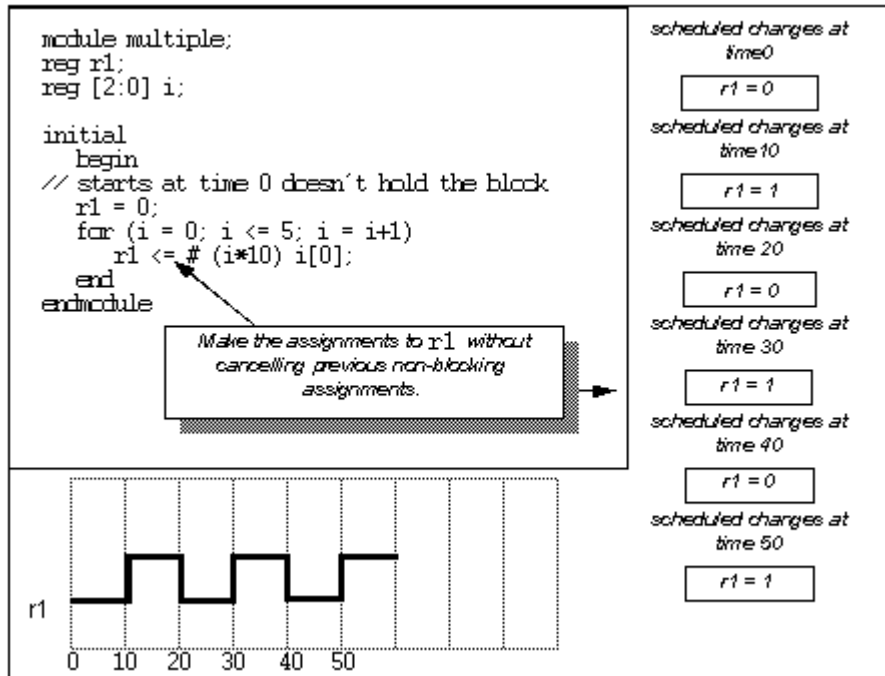 module multiple;
reg r1;
reg [2:0] i;
initial
begin
// starts at time 0 doesn't hold the block
r1 = 0;
for (i = 0; i <= 5; i = i+1)
r1 <= # (i*10) i[0];
end
endmodule
Make the assignments to r1 without
cancelling previous non-blocking
assignments.
scheduled changes at
time0
r1 = 0
scheduled changes at
time10
r1 = 1
scheduled changes at
time 20
r1 = 0
scheduled changes at
time 30
r1 = 1
scheduled changes at
time 40
r1 = 0
scheduled changes at
time 50
r1 = 1
r1
0 10 20 30 40 50